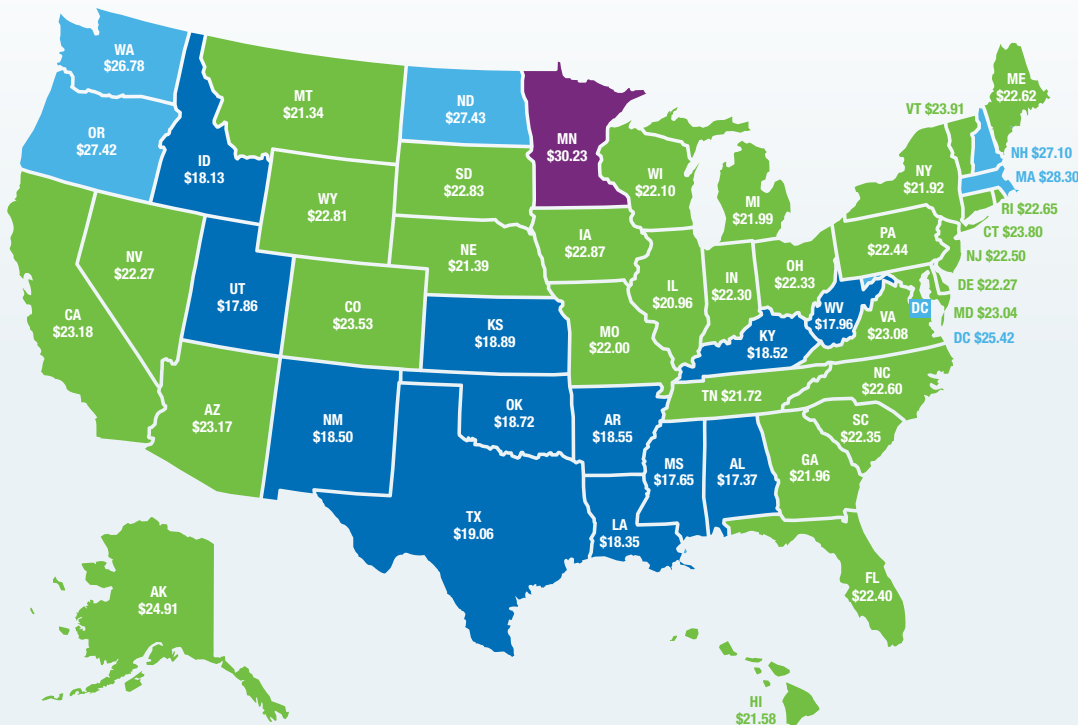 WA
$26.78
OR
$27.42
ID
$18.13
MT
$21.34
ND
$27.43
MN
$30.23
SD
$22.83
WY
$22.81
WI
$22.10
MI
$21.99
ME
$22.62
VT $23.91
NH $27.10
MA $28.30
NY
$21.92
RI $22.65
CT $23.80
NJ $22.50
PA
$22.44
DE $22.27
MD $23.04
DC
DC $25.42
NV
$22.27
UT
$17.86
CO
$23.53
NE
$21.39
IA
$22.87
IL
$20.96
IN
$22.30
OH
$22.33
WV
$17.96
VA
$23.08
CA
$23.18
KS
$18.89
MO
$22.00
KY
$18.52
NC
$22.60
TN $21.72
AZ
$23.17
NM
$18.50
OK
$18.72
AR
$18.55
SC
$22.35
MS
$17.65
AL
$17.37
GA
$21.96
TX
$19.06
LA
$18.35
FL
$22.40
AK
$24.91
HI
$21.58